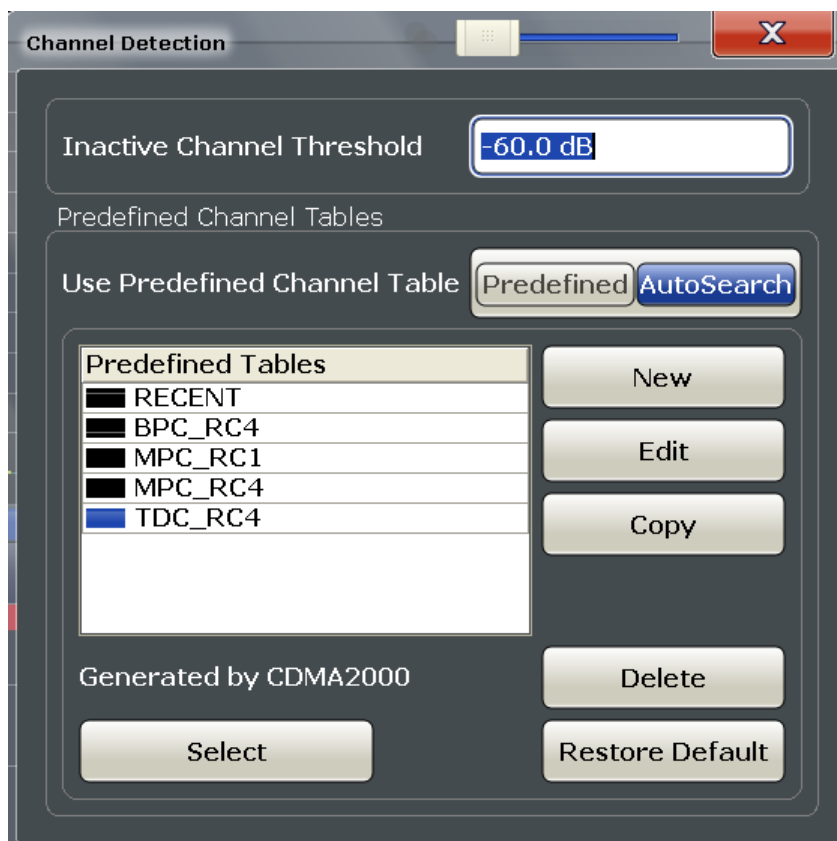 Channel Detection
X
Inactive Channel Threshold -60.0 dB
Predefined Channel Tables
Use Predefined Channel Table Predefined AutoSearch
Predefined Tables
RECENT
BPC_RC4
MPC_RC1
MPC_RC4
TDC_RC4
New
Edit
Copy
Generated by CDMA2000
Delete
Select
Restore Default